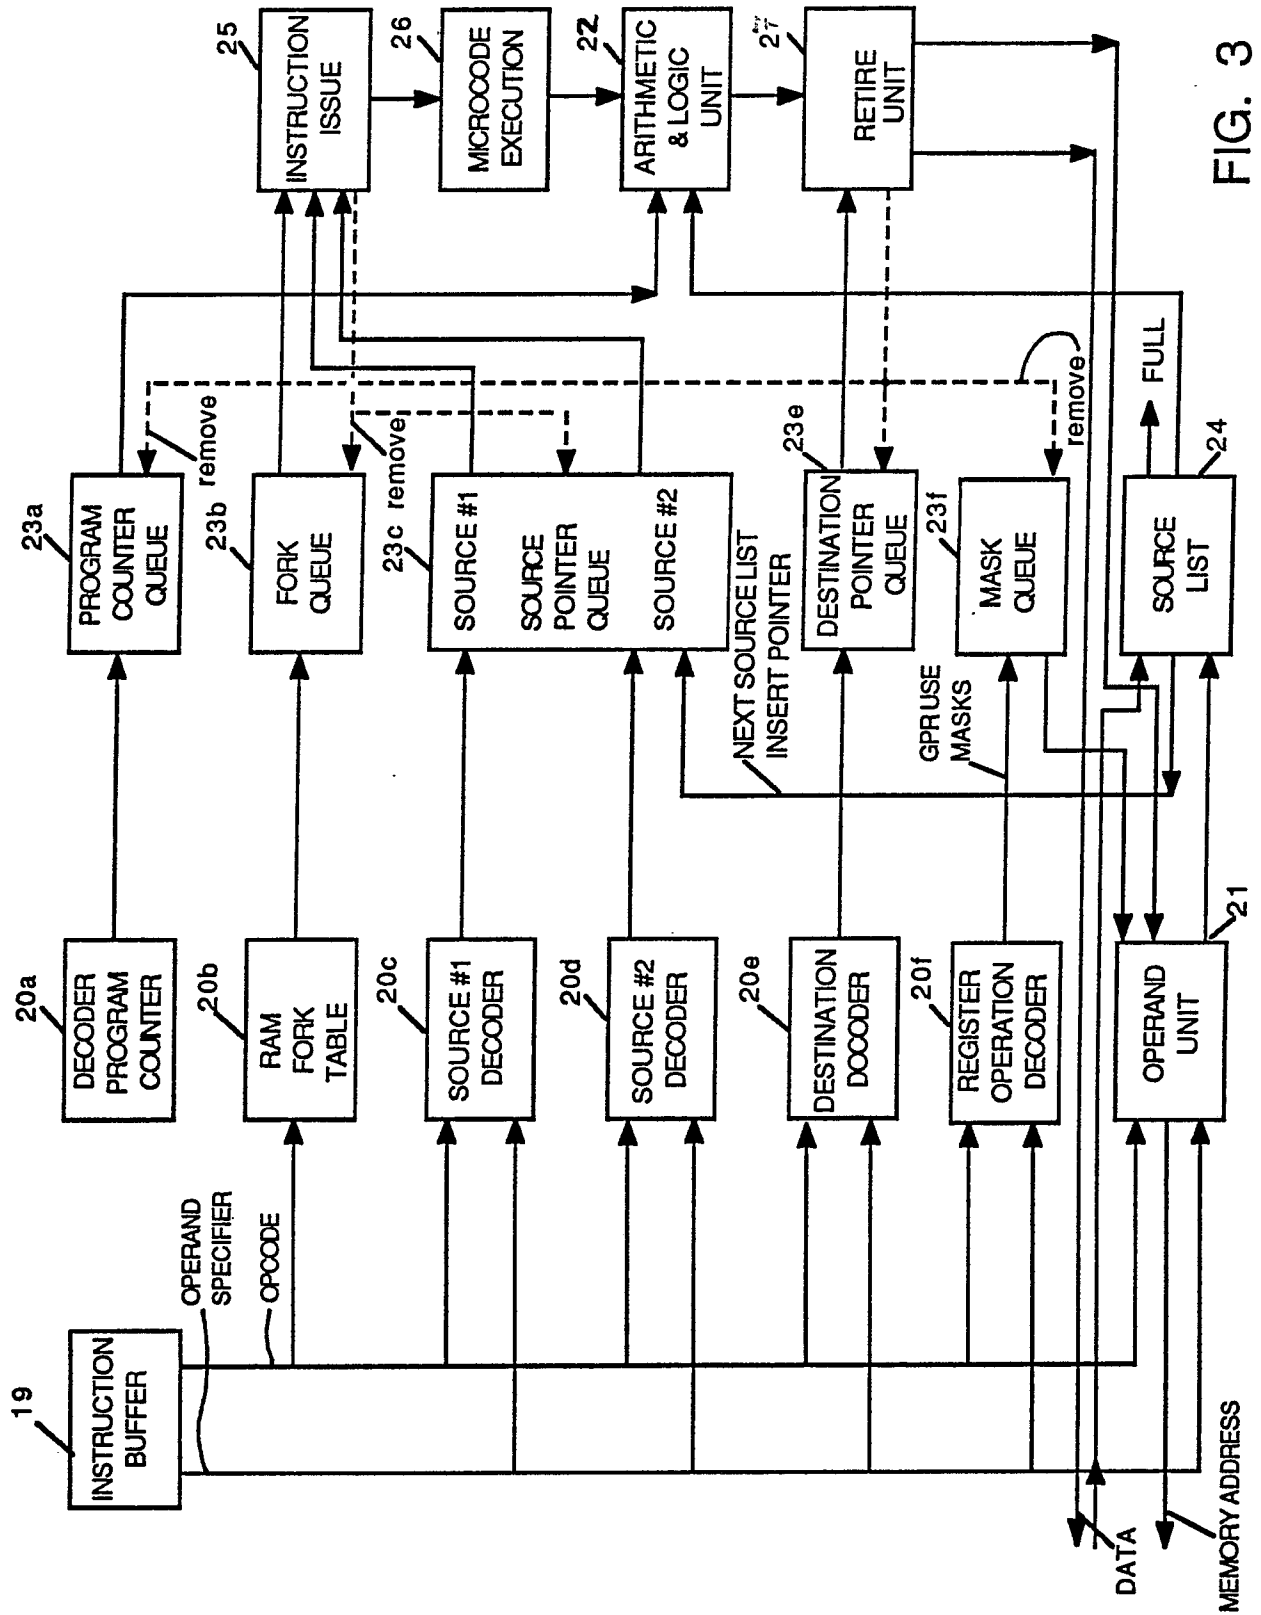 FIG. 3
19
INSTRUCTION
BUFFER
OPERAND
SPECIFIER
OPCODE
20a
DECODER
PROGRAM
COUNTER
20b
RAM
FORK
TABLE
20c
SOURCE #1
DECODER
20d
SOURCE #2
DECODER
20e
DESTINATION
DOCODER
20f
REGISTER
OPERATION
DECODER
21
OPERAND
UNIT
DATA
MEMORY ADDRESS
23a
PROGRAM
COUNTER
QUEUE
remove
23b
FORK
QUEUE
23c
remove
SOURCE #1
SOURCE
POINTER
QUEUE
SOURCE #2
NEXT SOURCE LIST
INSERT POINTER
23e
DESTINATION
POINTER
QUEUE
GPR USE
MASKS
23f
MASK
QUEUE
remove
24
SOURCE
LIST
FULL
25
INSTRUCTION
ISSUE
26
MICROCODE
EXECUTION
22
ARITHMETIC
& LOGIC
UNIT
27
RETIRE
UNIT